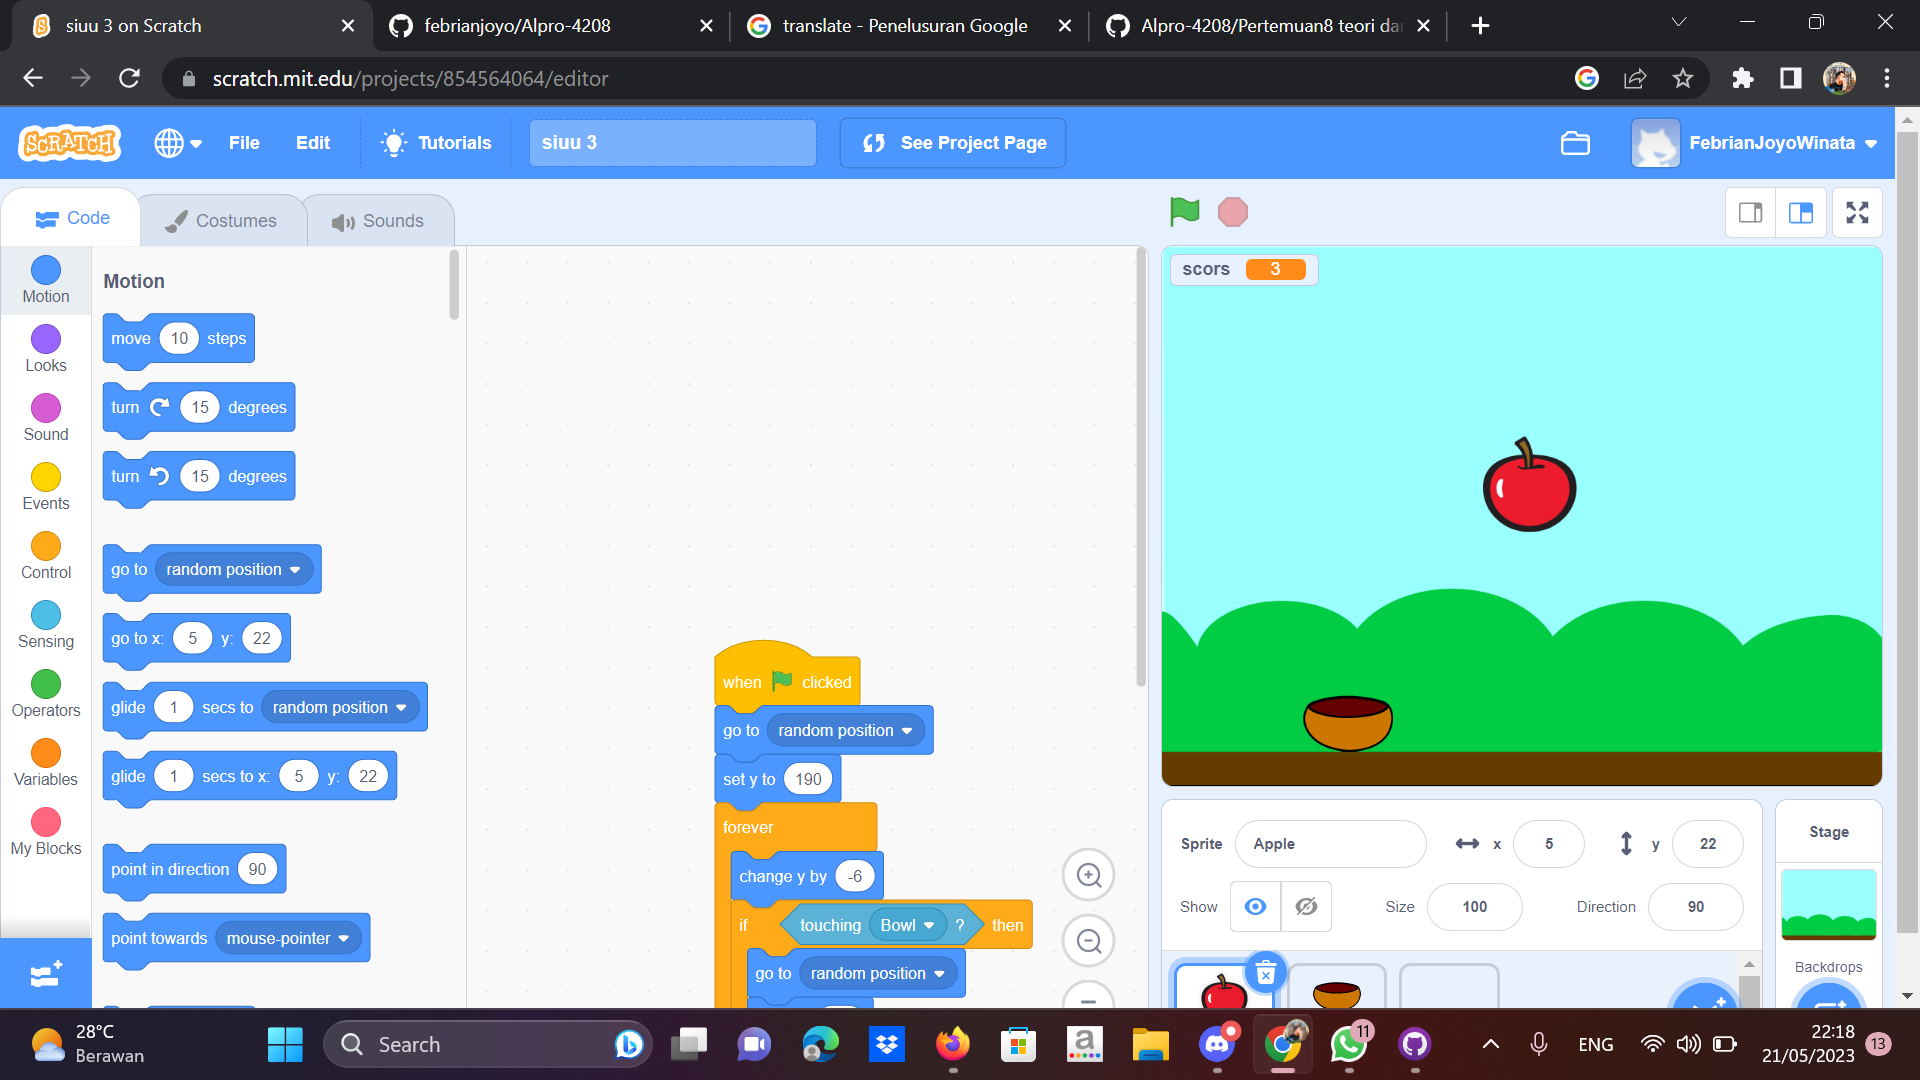 siuu 3 on Scratch
febrianjoyo/Alpro-4208
translate - Penelusuran Google
Alpro-4208/Pertemuan8 teori dar
scratch.mit.edu/projects/854564064/editor
SCRATCH
File
Edit
Tutorials
siuu 3
See Project Page
FebrianJoyoWinata
Code
Costumes
Sounds
Motion
Looks
Sound
Events
Control
Sensing
Operators
Variables
My Blocks
Motion
move 10 steps
turn 15 degrees
turn 15 degrees
go to random position
go to x: 5 y: 22
glide 1 secs to random position
glide 1 secs to x: 5 y: 22
point in direction 90
point towards mouse-pointer
when clicked
go to random position
set y to 190
forever
change y by -6
if touching Bowl ? then
go to random position
scors 3
Sprite Apple x 5 y 22
Show Size 100 Direction 90
Stage
Backdrops
28°C
Berawan
Search
a
11
ENG
22:18
21/05/2023
13